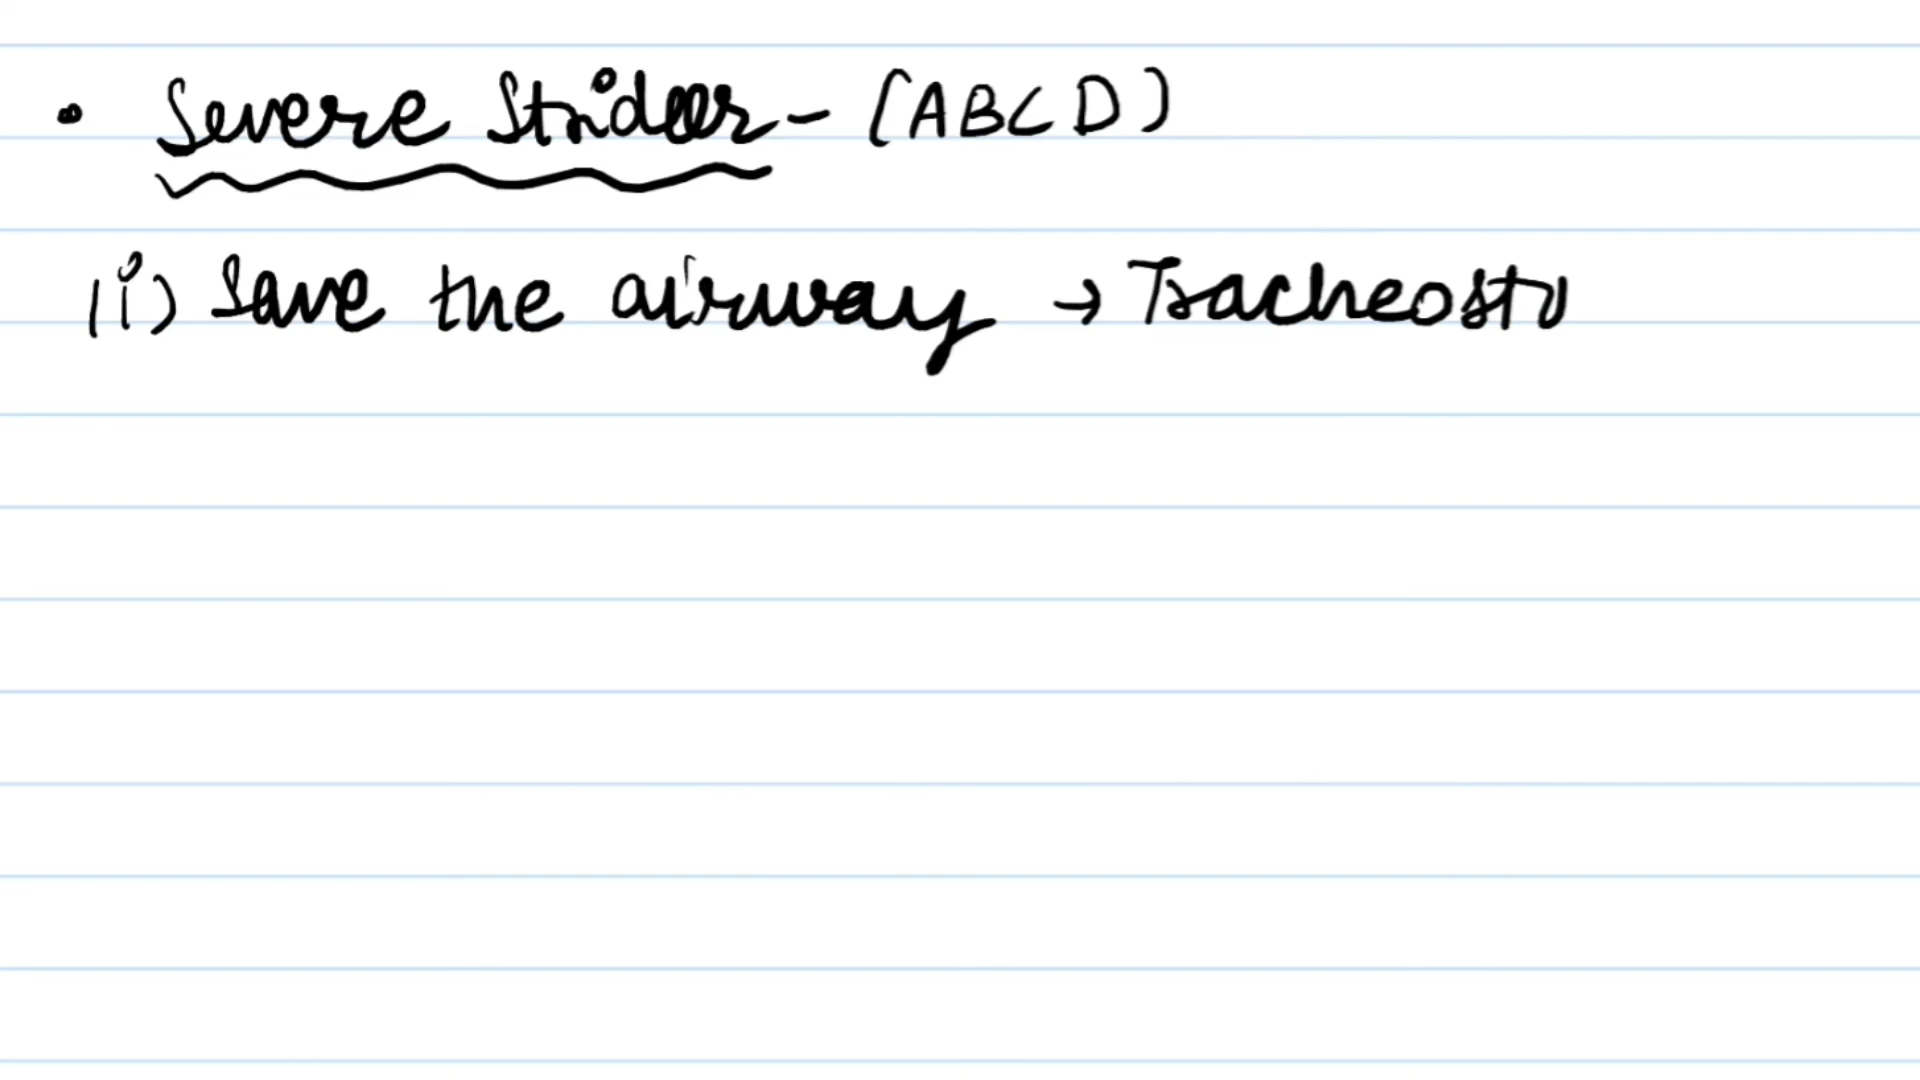 • Severe Stridor - (ABCD)
(i) Save the airway → Tracheosto